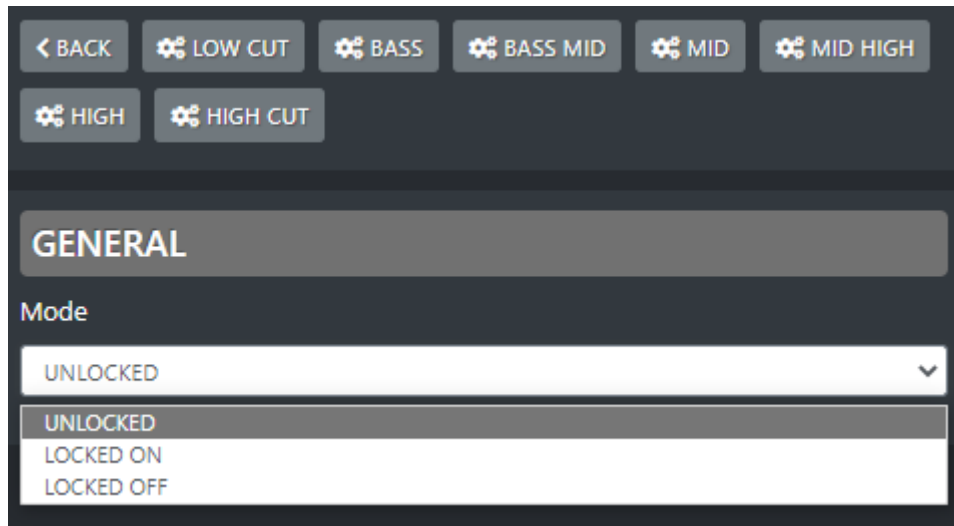 BACK LOW CUT BASS BASS MID MID MID HIGH
HIGH HIGH CUT
GENERAL
Mode
UNLOCKED
UNLOCKED
LOCKED ON
LOCKED OFF